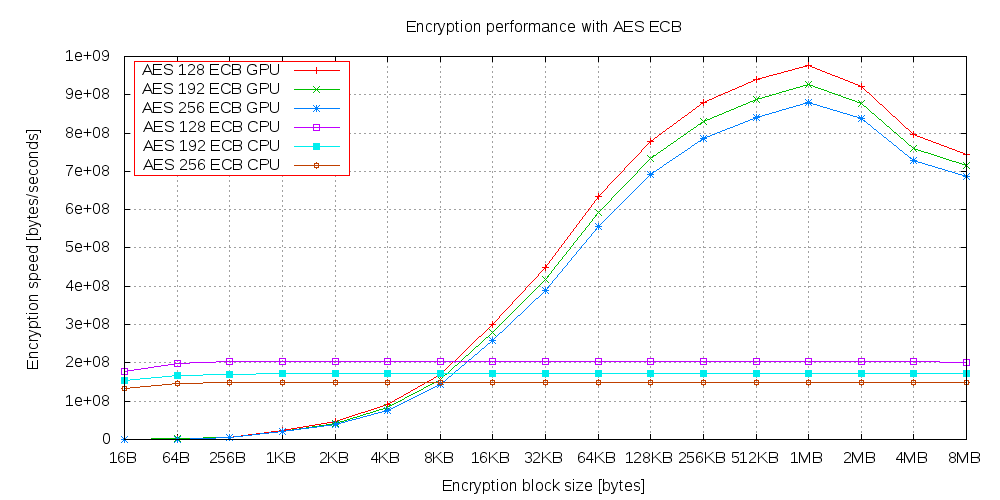 Encryption performance with AES ECB
1e+09
9e+08
8e+08
7e+08
6e+08
5e+08
4e+08
3e+08
2e+08
1e+08
0
Encryption speed [bytes/seconds]
AES 128 ECB GPU
AES 192 ECB GPU
AES 256 ECB GPU
AES 128 ECB CPU
AES 192 ECB CPU
AES 256 ECB CPU
16B 64B 256B 1KB 2KB 4KB 8KB 16KB 32KB 64KB 128KB 256KB 512KB 1MB 2MB 4MB 8MB
Encryption block size [bytes]